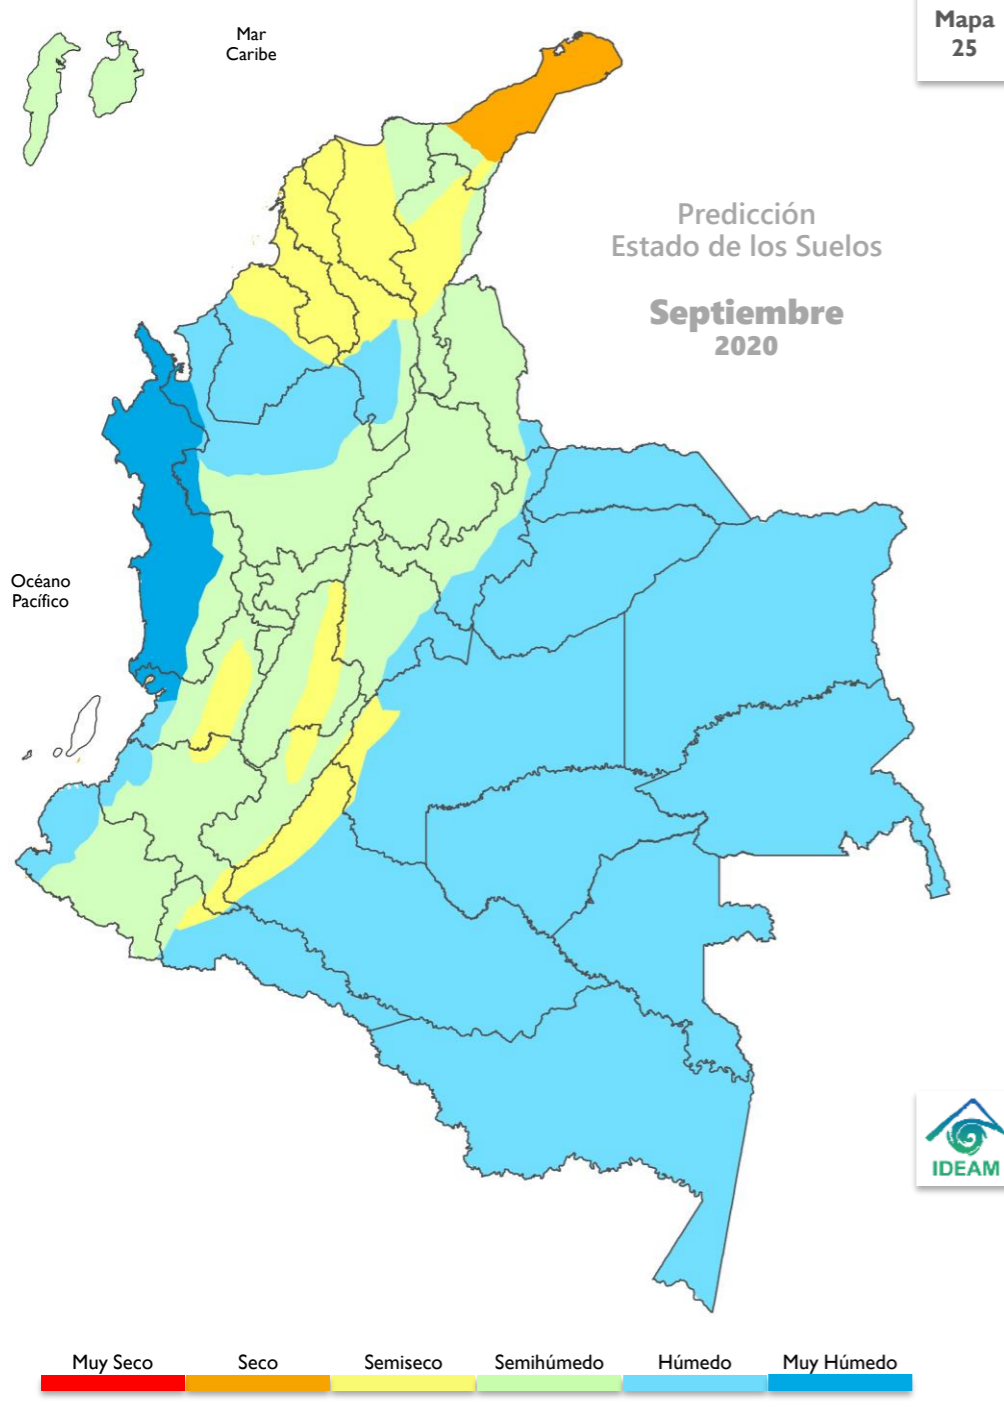 Mapa
25
Mar
Caribe
Predicción
Estado de los Suelos
Septiembre
2020
Océano
Pacífico
IDEAM
Muy Seco
Seco
Semiseco
Semihúmedo
Húmedo
Muy Húmedo